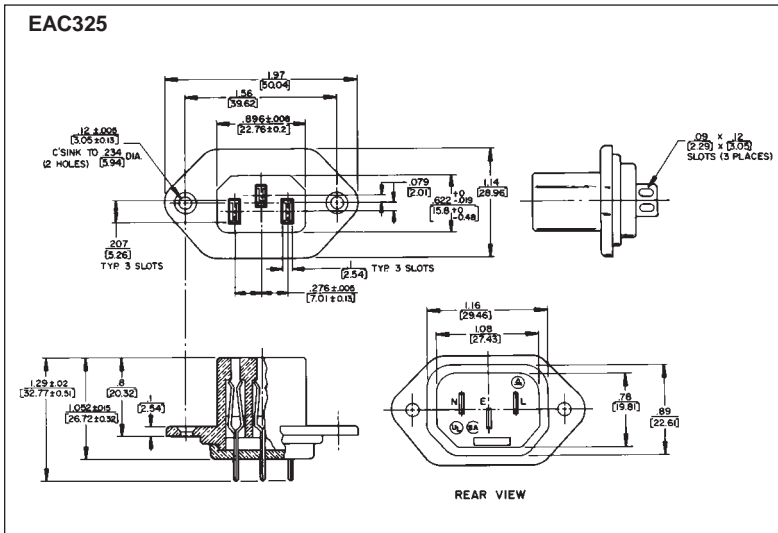 EAC325
1.97
[50.04]
1.56
[39.62]
.12 ±.005
[3.05 ±0.13]
C'SINK TO .234 DIA.
[5.94]
(2 HOLES)
.896±.008
[22.76 ±0.2]
.079
[2.01]
.622 +0 -.019
[15.8 +0 -0.48]
1.14
[28.96]
.09 x .12
[2.29] x [3.05]
SLOTS (3 PLACES)
.207
[5.26]
TYP. 3 SLOTS
.1
[2.54]
TYP. 3 SLOTS
.276±.005
[7.01 ±0.13]
1.29±.02
[32.77±0.51]
1.052±.015
[26.72±0.32]
.8
[20.32]
.1
[2.54]
1.16
[29.46]
1.08
[27.43]
N E L
UL SA
.78
[19.81]
.89
[22.61]
REAR VIEW